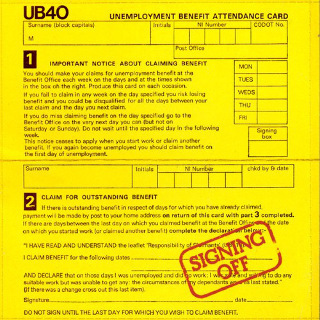 UB40 UNEMPLOYMENT BENEFIT ATTENDANCE CARD
Surname (block capitals) Initials NI Number CODOT No.
M
Post Office
1 IMPORTANT NOTICE ABOUT CLAIMING BENEFIT
You should make your claims for unemployment benefit at the
Benefit Office each week on the days and at the times shown
in the box on the right. Produce this card on each occasion.
If you fail to claim in any week on the day specified you risk losing
benefit and you could be disqualified for all the days between your
last claim and the day you next claim.
If you do miss claiming on the day specified go to the
Benefit Office on the very next day you can (but not on
Saturday or Sunday). Do not wait until the specified day in the following
week.
This notice ceases to apply when you start work or claim another
benefit. If you again become unemployed you should claim benefit on
the first day of unemployment.
MON
TUES
WEDS
THU
FRI
Signing
box
Surname Initials NI Number chkd by & date
2 CLAIM FOR OUTSTANDING BENEFIT
If there is outstanding benefit in respect of days for which you have already claimed,
payment will be made by post to your home address on return of this card with part 3 completed.
If there are days between the last day on which you claimed benefit at the Benefit Office and the date
on which you started work (or claimed another benefit) complete the declaration below:-
"I HAVE READ AND UNDERSTAND the leaflet 'Responsibility of Claimants'
I CLAIM BENEFIT for the following dates
AND DECLARE that on those days I was unemployed and did no work: I was able and willing to do any
suitable work but was unable to get any: the circumstances of my dependants are as last stated."
(If there was a change cross out this last item).
Signature date
DO NOT SIGN UNTIL THE LAST DAY FOR WHICH YOU WISH TO CLAIM BENEFIT.
SIGNING
OFF